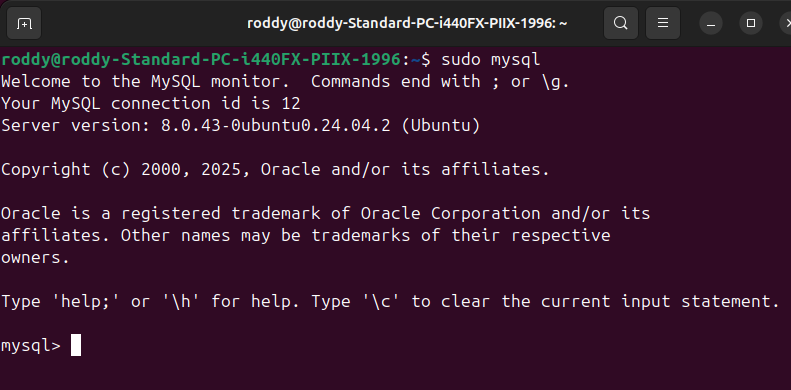 roddy@roddy-Standard-PC-i440FX-PIIX-1996: ~
roddy@roddy-Standard-PC-i440FX-PIIX-1996:~$ sudo mysql
Welcome to the MySQL monitor.  Commands end with ; or \g.
Your MySQL connection id is 12
Server version: 8.0.43-0ubuntu0.24.04.2 (Ubuntu)

Copyright (c) 2000, 2025, Oracle and/or its affiliates.

Oracle is a registered trademark of Oracle Corporation and/or its
affiliates. Other names may be trademarks of their respective
owners.

Type 'help;' or '\h' for help. Type '\c' to clear the current input statement.

mysql>